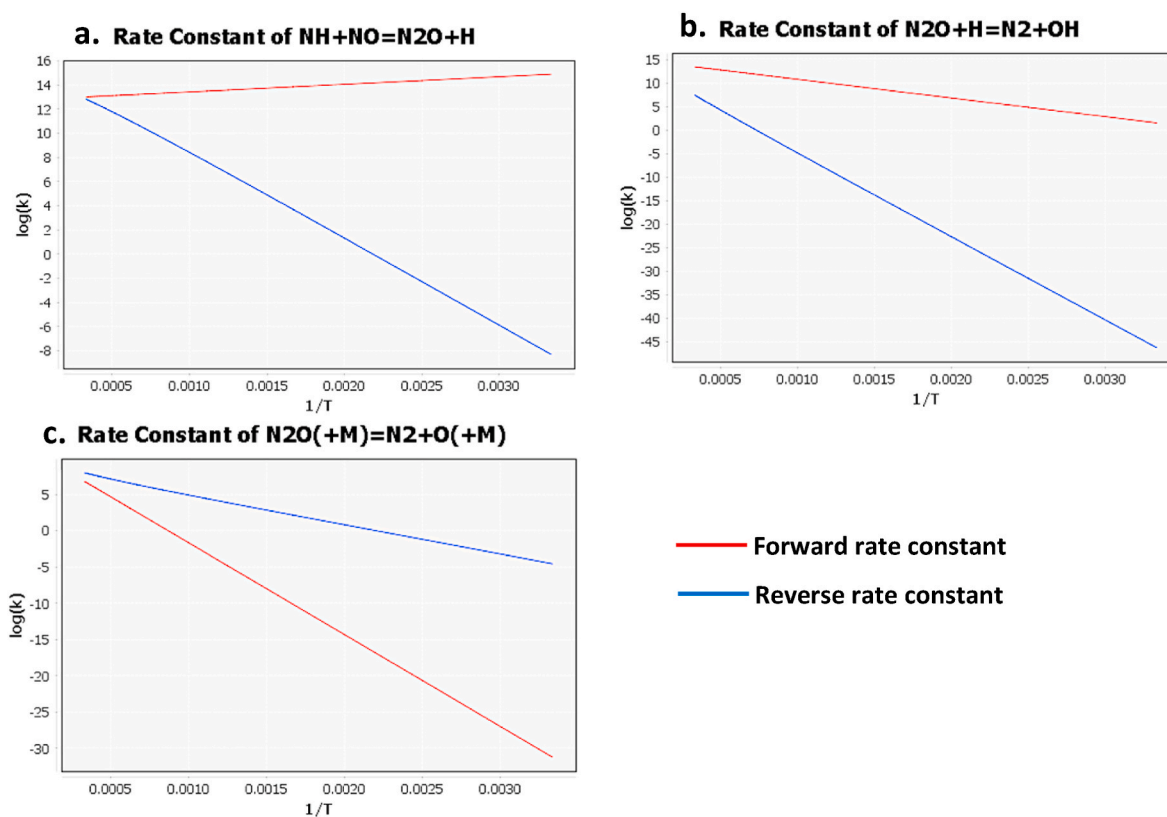 a. Rate Constant of NH+NO=N2O+H
16
14
12
10
8
6
4
2
0
-2
-4
-6
-8
log(k)
0.0005 0.0010 0.0015 0.0020 0.0025 0.0030
1/T
b. Rate Constant of N2O+H=N2+OH
15
10
5
0
-5
-10
-15
-20
-25
-30
-35
-40
-45
log(k)
0.0005 0.0010 0.0015 0.0020 0.0025 0.0030
1/T
c. Rate Constant of N2O(+M)=N2+O(+M)
5
0
-5
-10
-15
-20
-25
-30
log(k)
0.0005 0.0010 0.0015 0.0020 0.0025 0.0030
1/T
Forward rate constant
Reverse rate constant